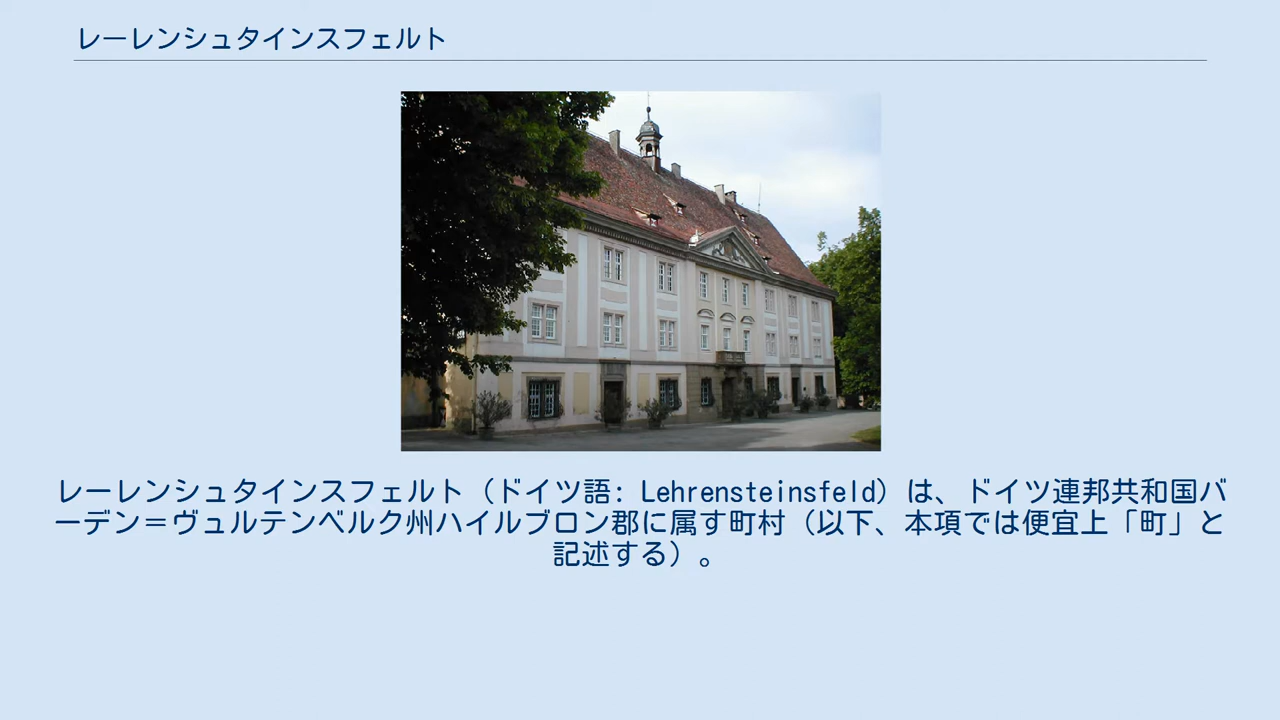 レーレンシュタインスフェルト
レーレンシュタインスフェルト（ドイツ語: Lehrensteinsfeld）は、ドイツ連邦共和国バ
ーデン＝ヴュルテンベルク州ハイルブロン郡に属す町村（以下、本項では便宜上「町」と
記述する）。